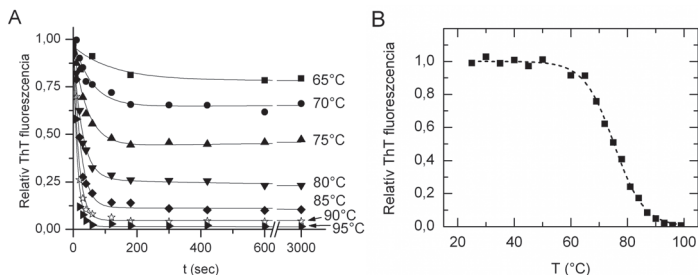 A
Relativ ThT fluoreszcencia
1,00
0,75
0,50
0,25
0,00
0
200
400
600
3000
t (sec)
65°C
70°C
75°C
80°C
85°C
90°C
95°C
B
Relatív ThT fluoreszcencia
1,0
0,8
0,6
0,4
0,2
0,0
20
40
60
80
100
T (°C)